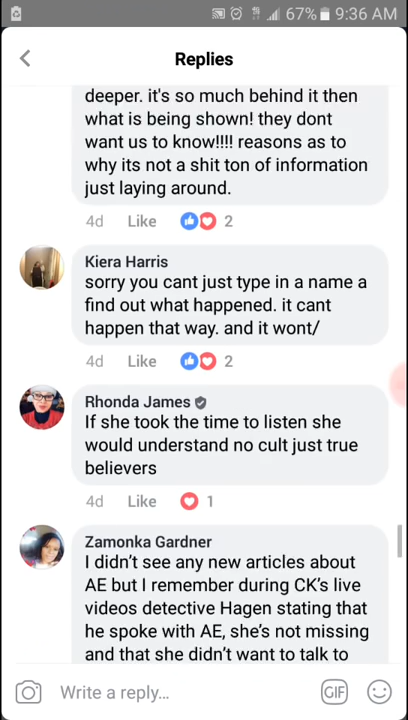 67% 9:36 AM
Replies
deeper. it's so much behind it then
what is being shown! they dont
want us to know!!!! reasons as to
why its not a shit ton of information
just laying around.
4d Like 2
Kiera Harris
sorry you cant just type in a name a
find out what happened. it cant
happen that way. and it wont/
4d Like 2
Rhonda James
If she took the time to listen she
would understand no cult just true
believers
4d Like 1
Zamonka Gardner
I didn't see any new articles about
AE but I remember during CK's live
videos detective Hagen stating that
he spoke with AE, she's not missing
and that she didn't want to talk to
Write a reply... GIF